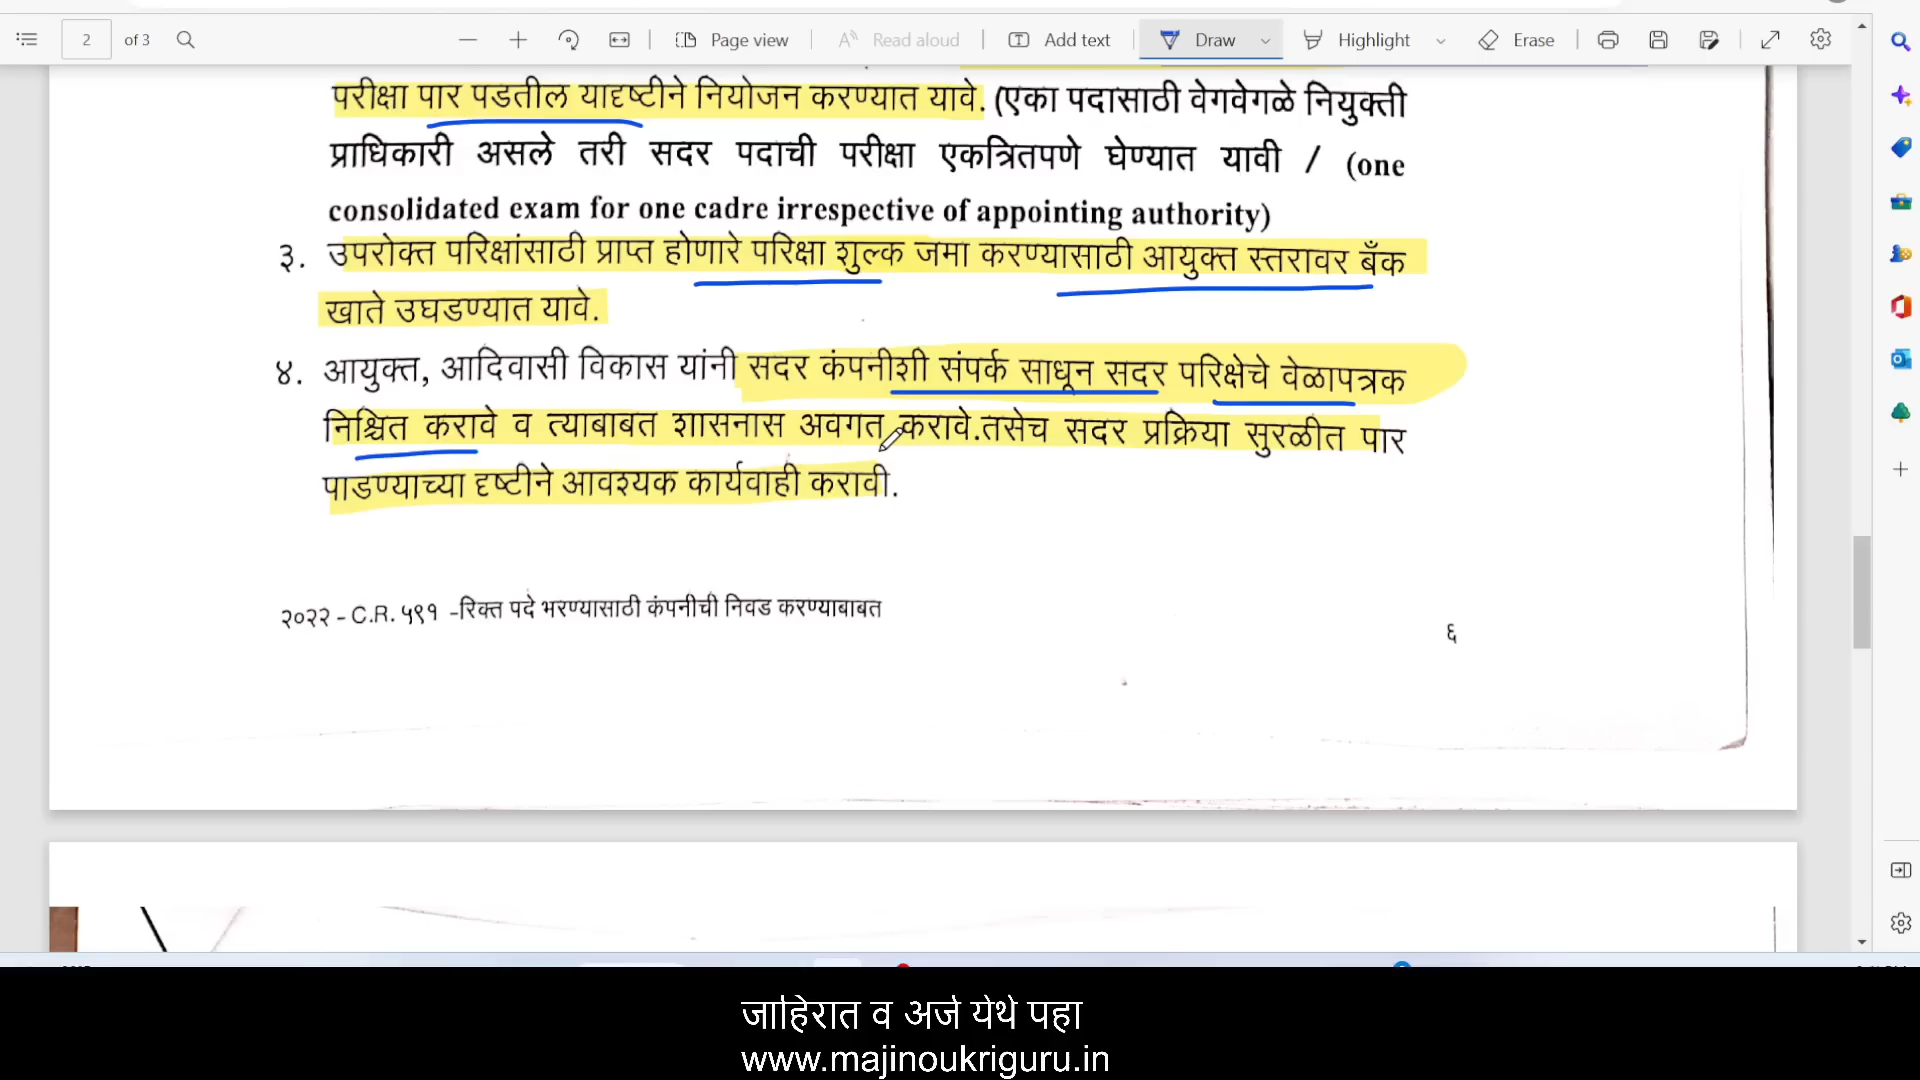 2 of 3 Page view Read aloud Add text Draw Highlight Erase
परीक्षा पार पडतील यादृष्टीने नियोजन करण्यात यावे. (एका पदासाठी वेगवेगळे नियुक्ती
प्राधिकारी असले तरी सदर पदाची परीक्षा एकत्रितपणे घेण्यात यावी / (one
consolidated exam for one cadre irrespective of appointing authority)
३. उपरोक्त परिक्षांसाठी प्राप्त होणारे परिक्षा शुल्क जमा करण्यासाठी आयुक्त स्तरावर बँक
खाते उघडण्यात यावे.
४. आयुक्त, आदिवासी विकास यांनी सदर कंपनीशी संपर्क साधून सदर परिक्षेचे वेळापत्रक
निश्चित करावे व त्याबाबत शासनास अवगत करावे.तसेच सदर प्रक्रिया सुरळीत पार
पाडण्याच्या दृष्टीने आवश्यक कार्यवाही करावी.
२०२२ - C.R. ५९१ -रिक्त पदे भरण्यासाठी कंपनीची निवड करण्याबाबत
६
जाहिरात व अर्ज येथे पहा
www.majinoukriguru.in